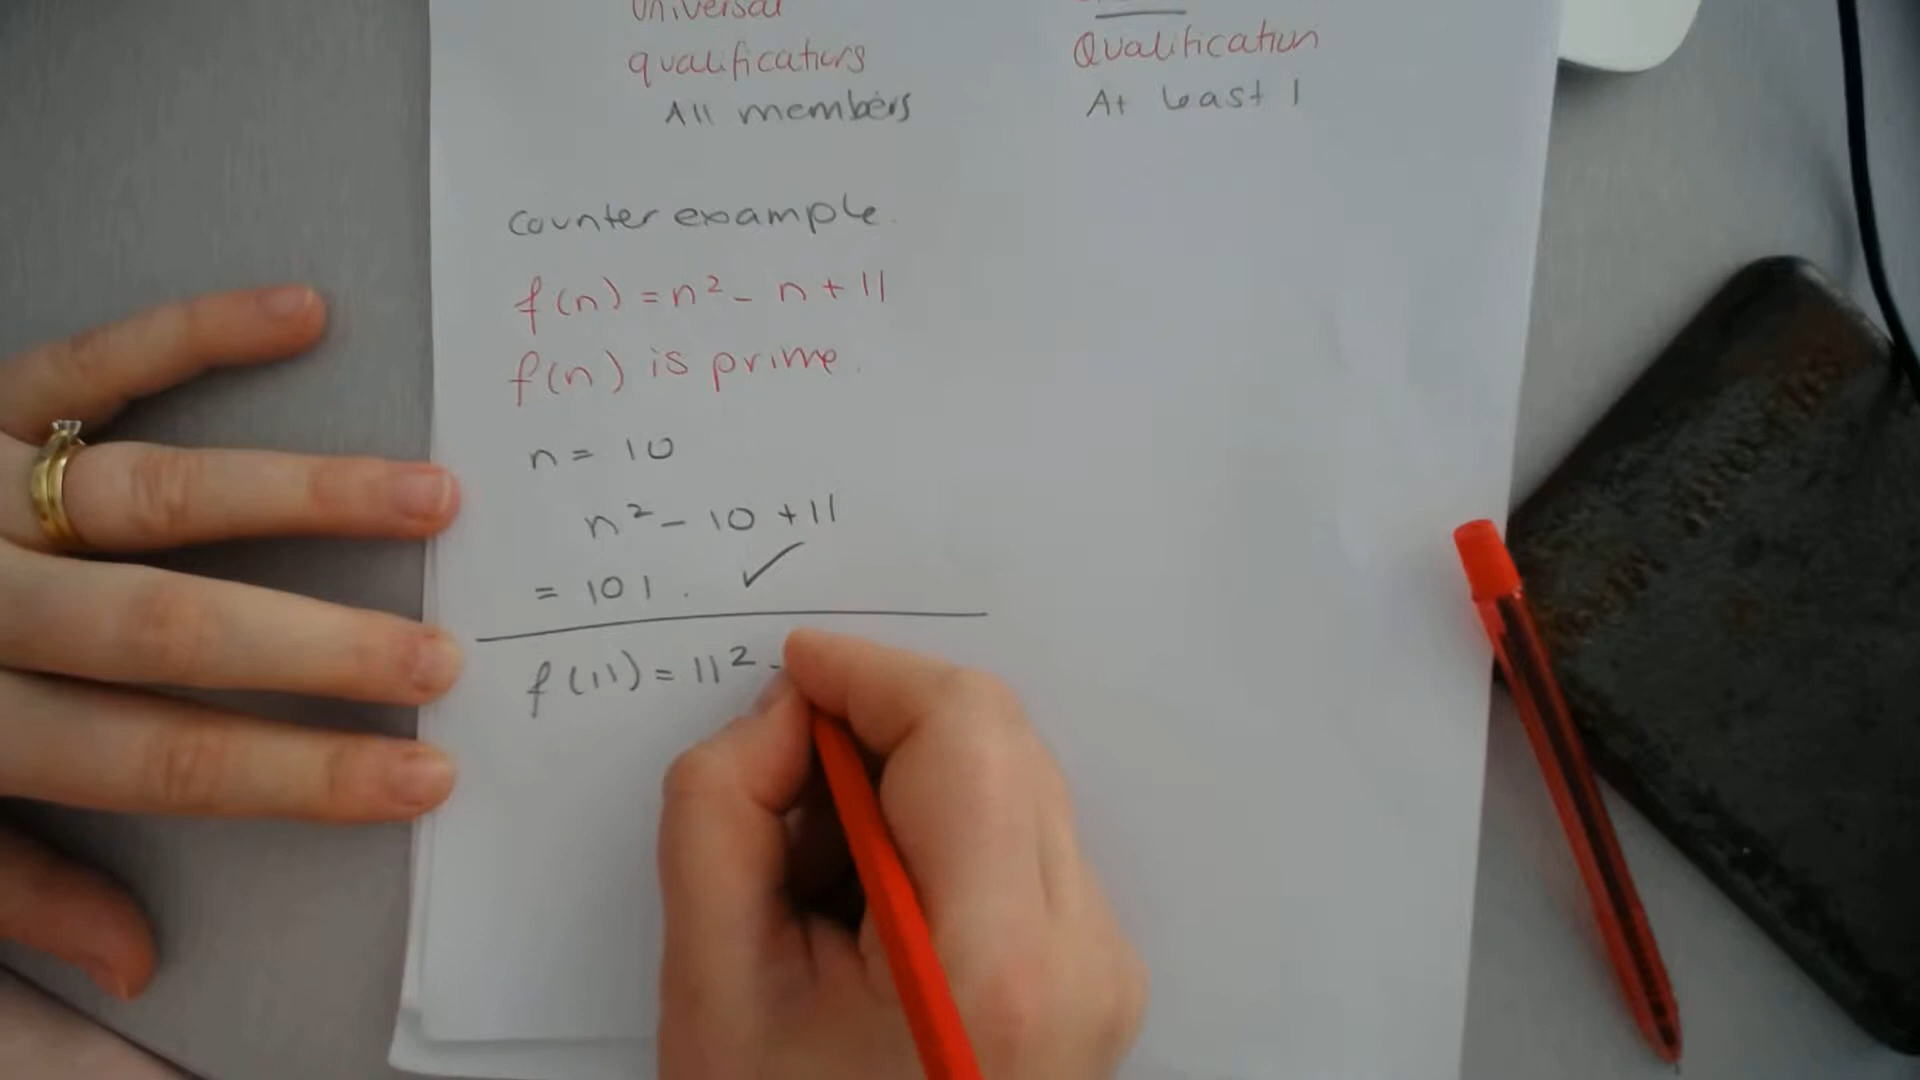 universal
qualifications
All members
Qualification
At least 1
counter example.
f(n) = n² - n + 11
f(n) is prime.
n = 10
n² - 10 + 11
= 101. ✓
f(11) = 11² -